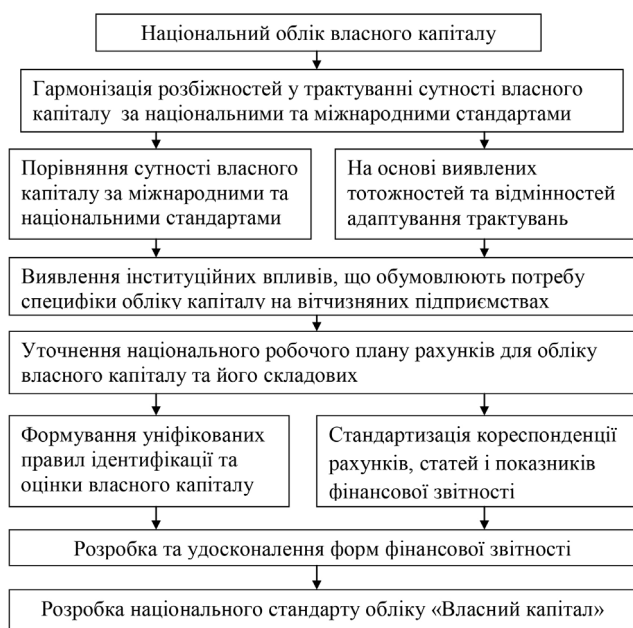 Національний облік власного капіталу
Гармонізація розбіжностей у трактуванні сутності власного
капіталу за національними та міжнародними стандартами
Порівняння сутності власного
капіталу за міжнародними та
національними стандартами
На основі виявлених
тотожностей та відмінностей
адаптування трактувань
Виявлення інституційних впливів, що обумовлюють потребу
специфіки обліку капіталу на вітчизняних підприємствах
Уточнення національного робочого плану рахунків для обліку
власного капіталу та його складових
Формування уніфікованих
правил ідентифікації та
оцінки власного капіталу
Стандартизація кореспонденції
рахунків, статей і показників
фінансової звітності
Розробка та удосконалення форм фінансової звітності
Розробка національного стандарту обліку «Власний капітал»